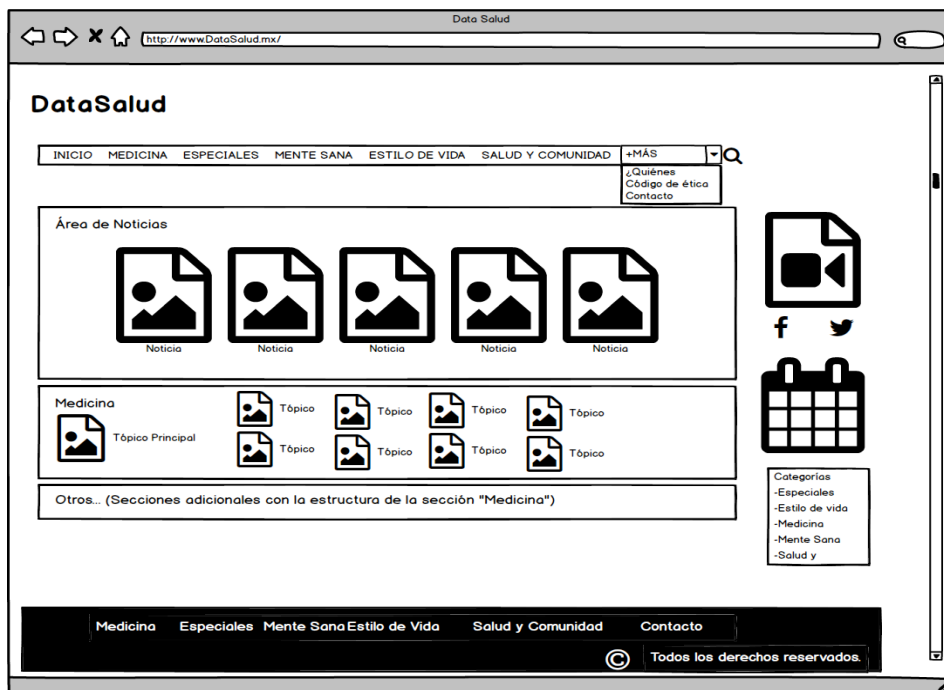 Data Salud
http://www.DataSalud.mx/
DataSalud
INICIO MEDICINA ESPECIALES MENTE SANA ESTILO DE VIDA SALUD Y COMUNIDAD +MÁS
¿Quiénes
Código de ética
Contacto
Área de Noticias
Noticia Noticia Noticia Noticia Noticia
Medicina
Tópico Principal
Tópico Tópico Tópico Tópico
Tópico Tópico Tópico Tópico
Otros... (Secciones adicionales con la estructura de la sección "Medicina")
Categorías
-Especiales
-Estilo de vida
-Medicina
-Mente Sana
-Salud y
Medicina Especiales Mente Sana Estilo de Vida Salud y Comunidad Contacto
© Todos los derechos reservados.